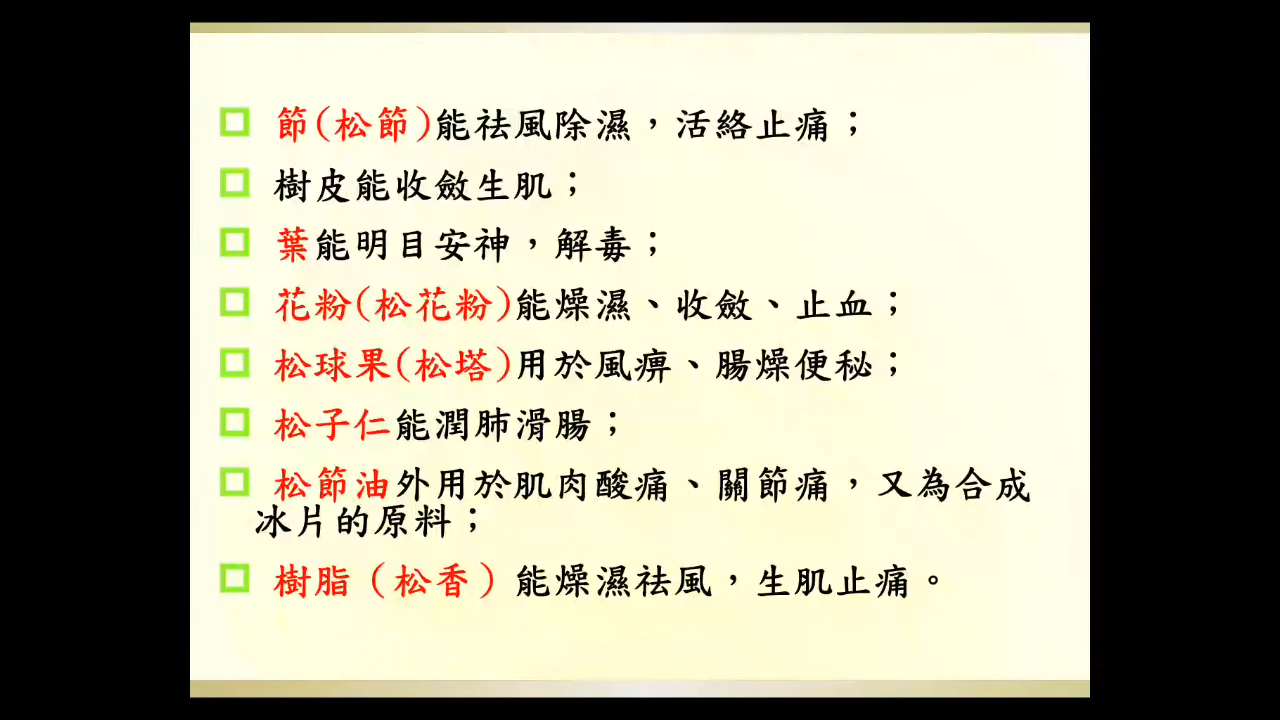 節(松節)能祛風除濕，活絡止痛；
樹皮能收斂生肌；
葉能明目安神，解毒；
花粉(松花粉)能燥濕、收斂、止血；
松球果(松塔)用於風痹、腸燥便秘；
松子仁能潤肺滑腸；
松節油外用於肌肉酸痛、關節痛，又為合成
冰片的原料；
樹脂（松香）能燥濕祛風，生肌止痛。